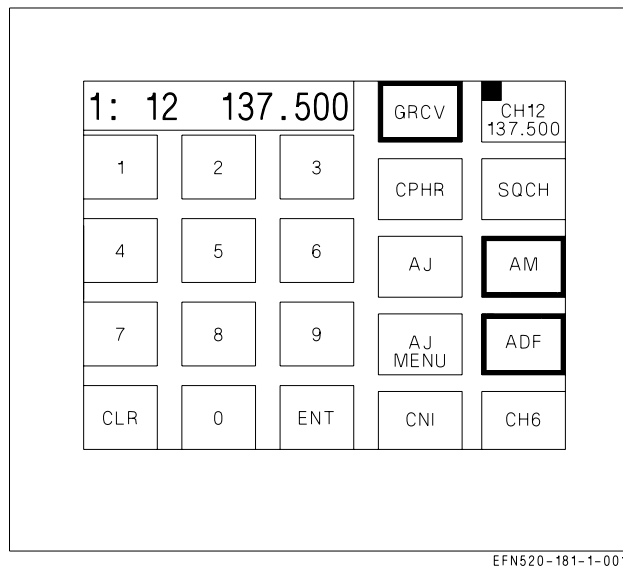 1: 12 137.500
GRCV
CH12
137.500
1
2
3
CPHR
SQCH
4
5
6
AJ
AM
7
8
9
AJ
MENU
ADF
CLR
0
ENT
CNI
CH6
EFN520-181-1-001